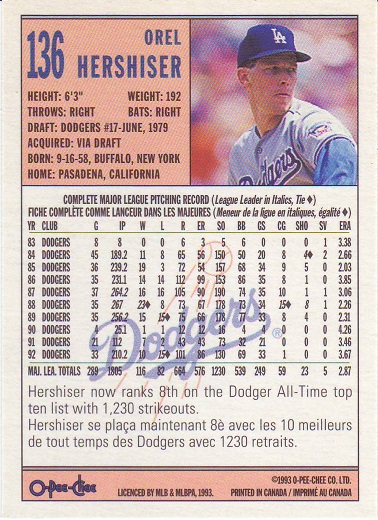 136
OREL
HERSHISER
LA
Dodgers
HEIGHT: 6'3" WEIGHT: 192
THROWS: RIGHT BATS: RIGHT
DRAFT: DODGERS #17-JUNE, 1979
ACQUIRED: VIA DRAFT
BORN: 9-16-58, BUFFALO, NEW YORK
HOME: PASADENA, CALIFORNIA
COMPLETE MAJOR LEAGUE PITCHING RECORD (League Leader in Italics, Tie ♦)
FICHE COMPLÈTE COMME LANCEUR DANS LES MAJEURES (Meneur de la ligue en italiques, égalité ♦)
YR CLUB G IP W L R ER SO BB GS CG SHO SV ERA
83 DODGERS 8 8 0 0 6 3 5 6 0 0 0 1 3.38
84 DODGERS 45 189.2 11 8 65 56 150 50 20 8 4♦ 2 2.66
85 DODGERS 36 239.2 19 3 72 54 157 68 34 9 5 0 2.03
86 DODGERS 35 231.1 14 14 112 99 153 86 35 8 1 0 3.85
87 DODGERS 37 264.2 16 16 105 90 190 74 35 10 1 1 3.06
88 DODGERS 35 267 23♦ 8 73 67 178 73 34 15♦ 8 1 2.26
89 DODGERS 35 256.2 15 15♦ 75 66 178 77 33 8 4 0 2.31
90 DODGERS 4 25.1 1 1 12 12 16 4 4 0 0 0 4.26
91 DODGERS 21 112 7 2 43 43 73 32 21 0 0 0 3.46
92 DODGERS 33 210.2 10 15♦ 101 86 130 69 33 1 0 0 3.67
MAJ. LEA. TOTALS 289 1805 116 82 664 576 1230 539 249 59 23 5 2.87
Dodgers®
Hershiser now ranks 8th on the Dodger All-Time top
ten list with 1,230 strikeouts.
Hershiser se plaça maintenant 8è avec les 10 meilleurs
de tout temps des Dodgers avec 1230 retraits.
O-Pee-Chee
LICENCED BY MLB & MLBPA, 1993.
©1993 O-PEE-CHEE CO. LTD.
PRINTED IN CANADA / IMPRIMÉ AU CANADA